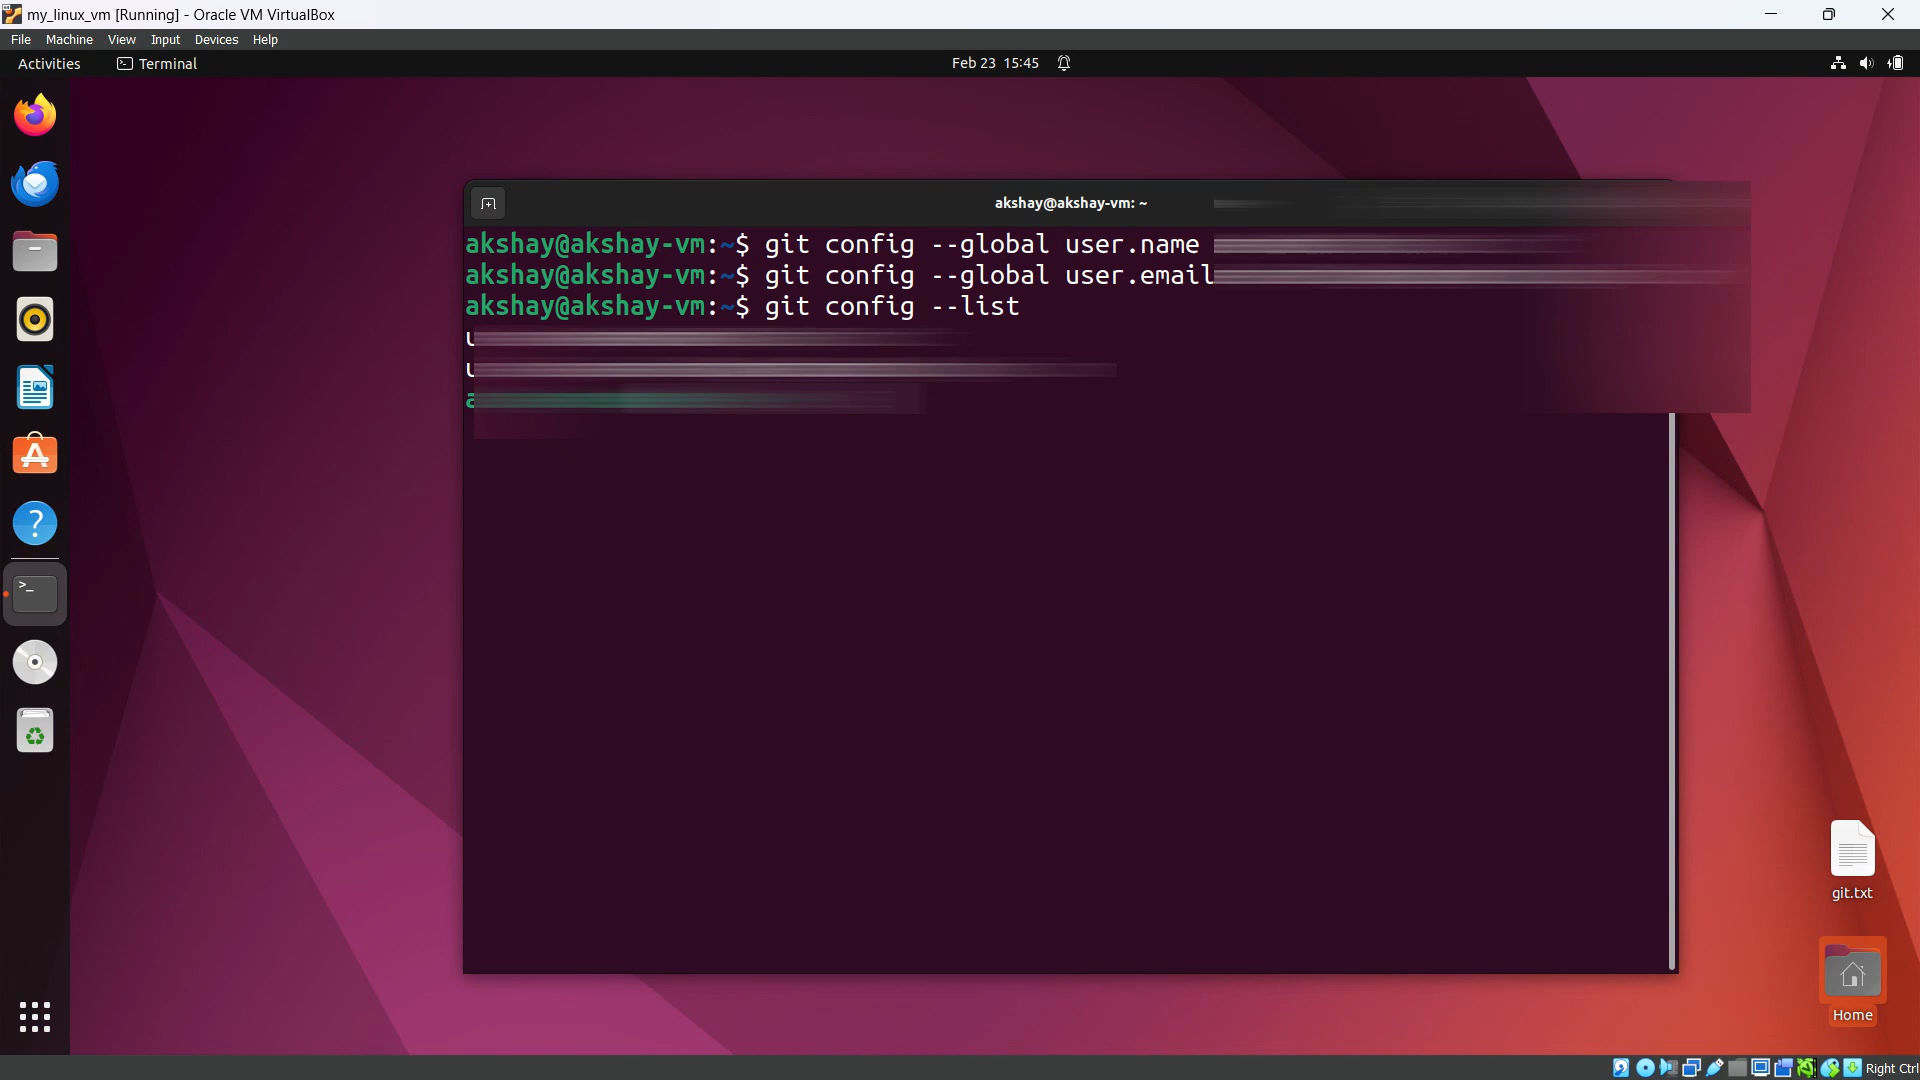 my_linux_vm [Running] - Oracle VM VirtualBox
File Machine View Input Devices Help
Activities Terminal Feb 23 15:45
akshay@akshay-vm: ~
akshay@akshay-vm:~$ git config --global user.name
akshay@akshay-vm:~$ git config --global user.email
akshay@akshay-vm:~$ git config --list
git.txt
Home
Right Ctrl